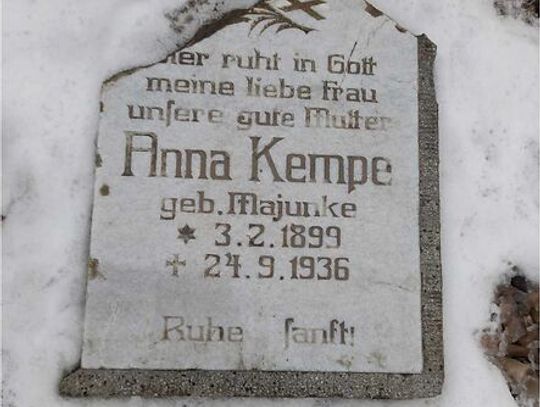 Hier ruht in Gott
meine liebe Frau
unsere gute Mutter
Anna Kempe
geb. Majunke
* 3.2.1899
† 24.9.1936
Ruhe sanft!